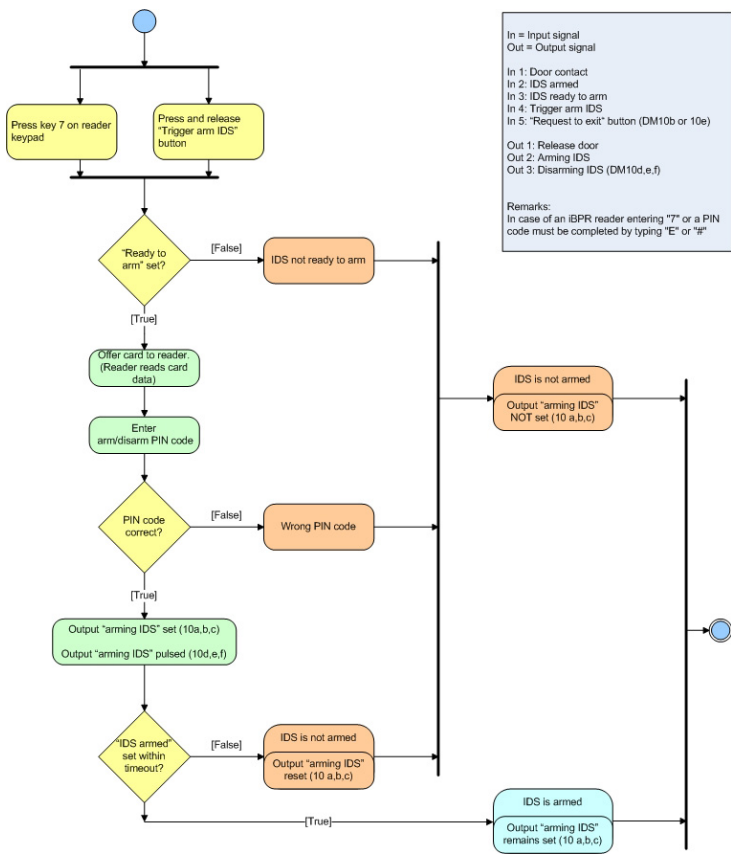 In = Input signal
Out = Output signal
In 1: Door contact
In 2: IDS armed
In 3: IDS ready to arm
In 4: Trigger arm IDS
In 5: "Request to exit" button (DM10b or 10e)
Out 1: Release door
Out 2: Arming IDS
Out 3: Disarming IDS (DM10d,e,f)
Remarks:
In case of an iBPR reader entering "7" or a PIN
code must be completed by typing "E" or "#"
Press key 7 on reader
keypad
Press and release
"Trigger arm IDS"
button
"Ready to
arm" set?
[False]
IDS not ready to arm
[True]
Offer card to reader.
(Reader reads card
data)
IDS is not armed
Output "arming IDS"
NOT set (10 a,b,c)
Enter
arm/disarm PIN code
PIN code
correct?
[False]
Wrong PIN code
[True]
Output "arming IDS" set (10a,b,c)
Output "arming IDS" pulsed (10d,e,f)
"IDS armed"
set within
timeout?
[False]
IDS is not armed
Output "arming IDS"
reset (10 a,b,c)
[True]
IDS is armed
Output "arming IDS"
remains set (10 a,b,c)